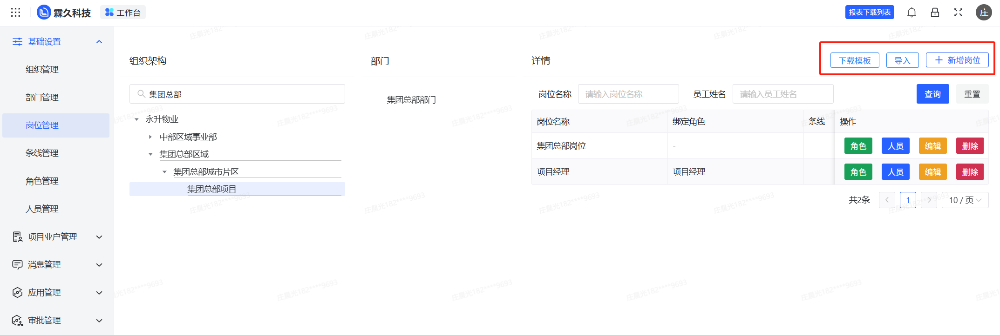 霖久科技
工作台
报表下载列表
庄
基础设置
组织管理
部门管理
岗位管理
条线管理
角色管理
人员管理
项目业户管理
消息管理
应用管理
审批管理
组织架构
集团总部
永升物业
中部区域事业部
集团总部区域
集团总部城市片区
集团总部项目
部门
集团总部部门
详情
下载模板 导入 + 新增岗位
岗位名称 请输入岗位名称 员工姓名 请输入员工姓名 查询 重置
岗位名称 绑定角色 条线 操作
集团总部岗位 - 角色 人员 编辑 删除
项目经理 项目经理 角色 人员 编辑 删除
共2条 1 10 / 页
庄晨光182****9693